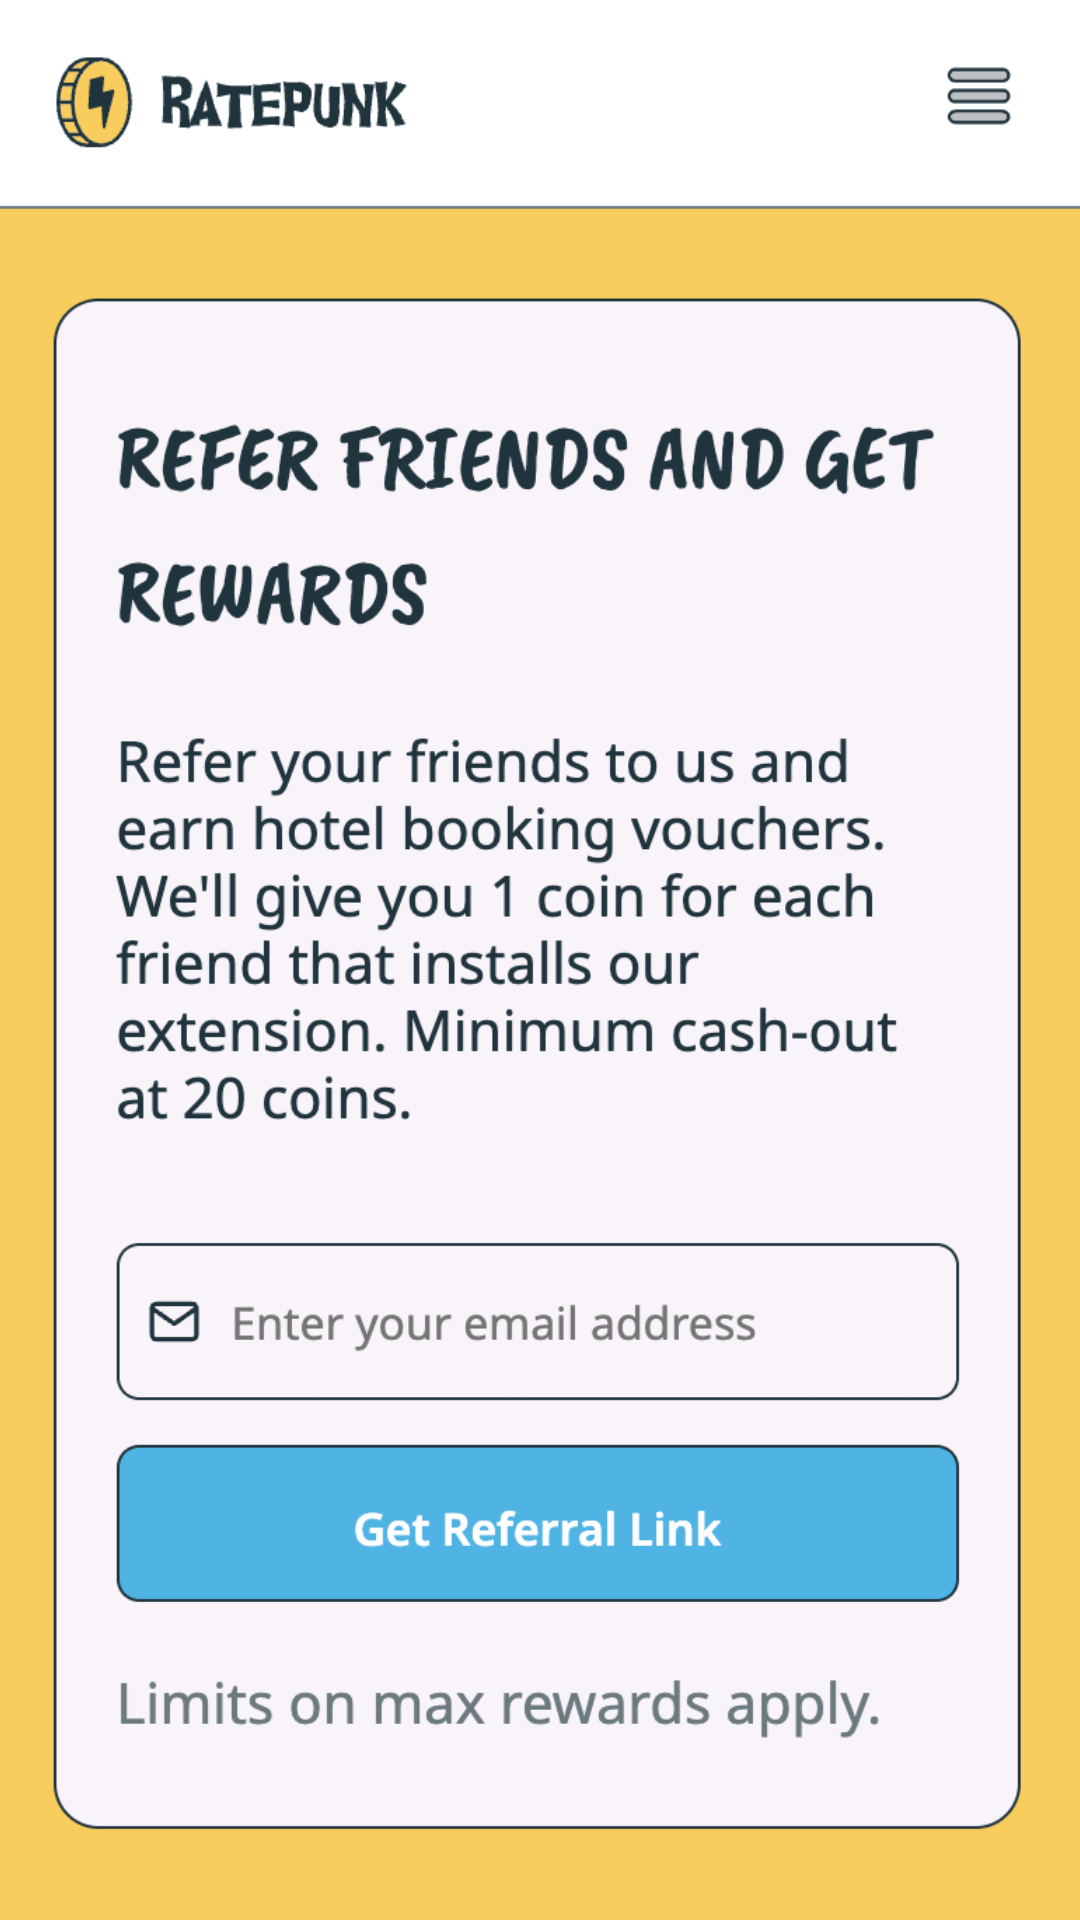 RATEPUNK
REFER FRIENDS AND GET
REWARDS
Refer your friends to us and
earn hotel booking vouchers.
We'll give you 1 coin for each
friend that installs our
extension. Minimum cash-out
at 20 coins.
Enter your email address
Get Referral Link
Limits on max rewards apply.